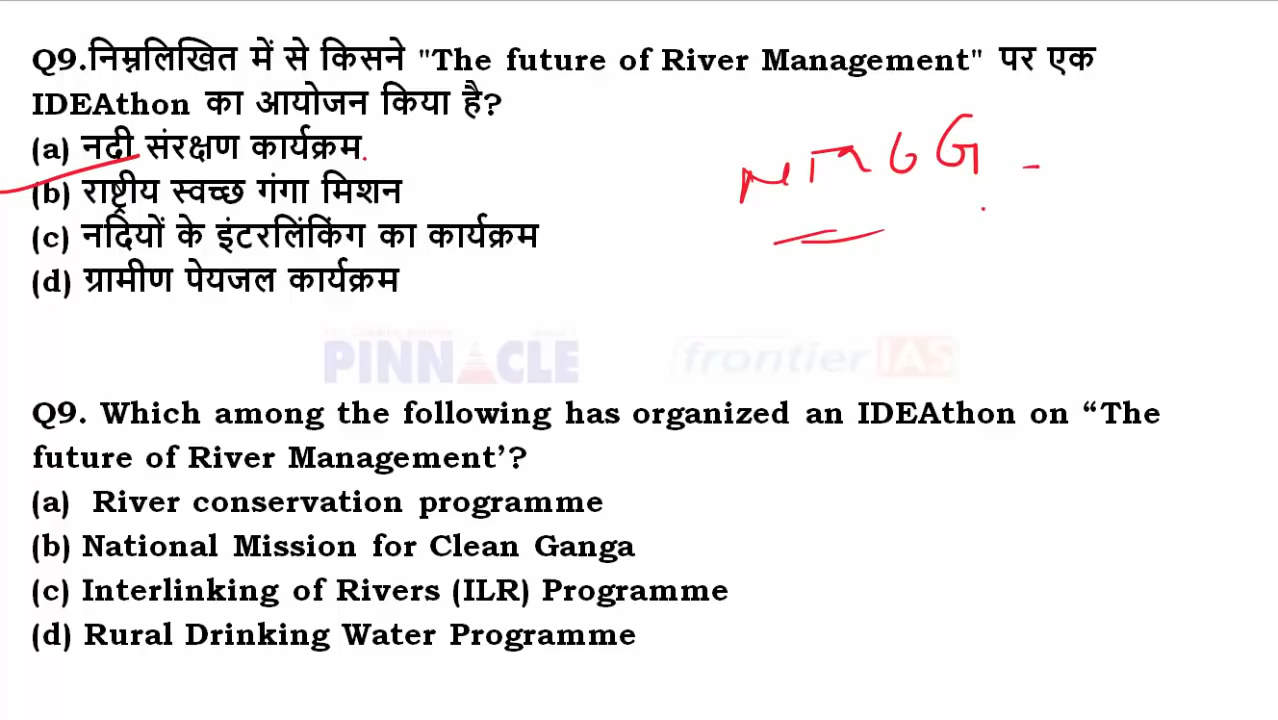 Q9.निम्नलिखित में से किसने "The future of River Management" पर एक
IDEAthon का आयोजन किया है?
(a) नदी संरक्षण कार्यक्रम
(b) राष्ट्रीय स्वच्छ गंगा मिशन
(c) नदियों के इंटरलिंकिंग का कार्यक्रम
(d) ग्रामीण पेयजल कार्यक्रम
PINNACLE frontier IAS
Q9. Which among the following has organized an IDEAthon on “The
future of River Management’?
(a) River conservation programme
(b) National Mission for Clean Ganga
(c) Interlinking of Rivers (ILR) Programme
(d) Rural Drinking Water Programme